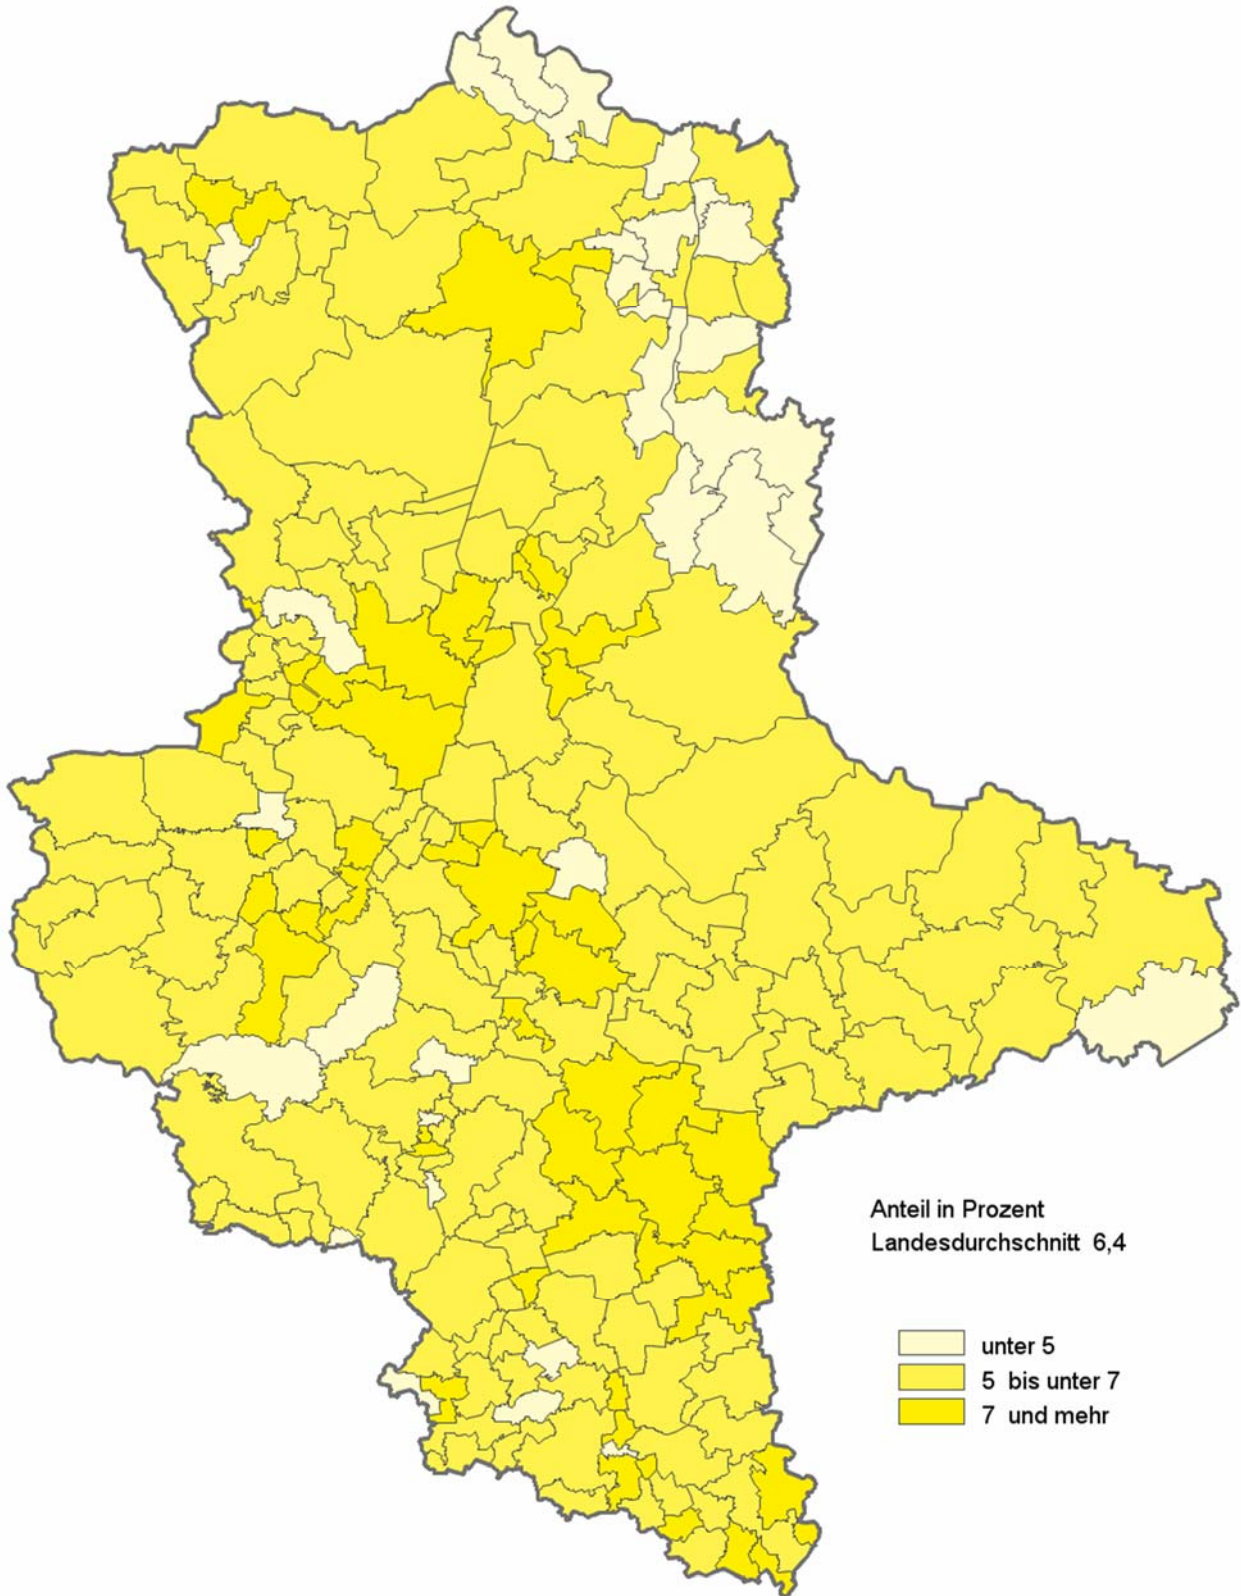 Anteil in Prozent
Landesdurchschnitt 6,4
unter 5
5 bis unter 7
7 und mehr